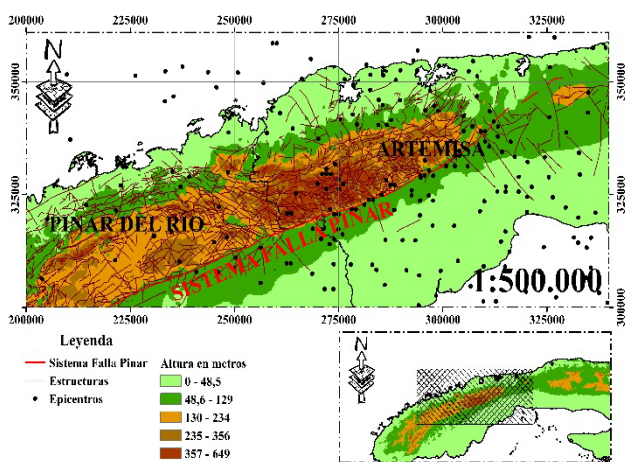 200000 225000 250000 275000 300000 325000
N
350000
350000
ARTEMISA
PINAR DEL RIO
325000
325000
SISTEMA FALLA PINAR
1:500.000
300000
200000 225000 250000 275000 300000 325000
Leyenda
Sistema Falla Pinar
Estructuras
Epicentros
Altura en metros
0 - 48,5
48,6 - 129
130 - 234
235 - 356
357 - 649
N